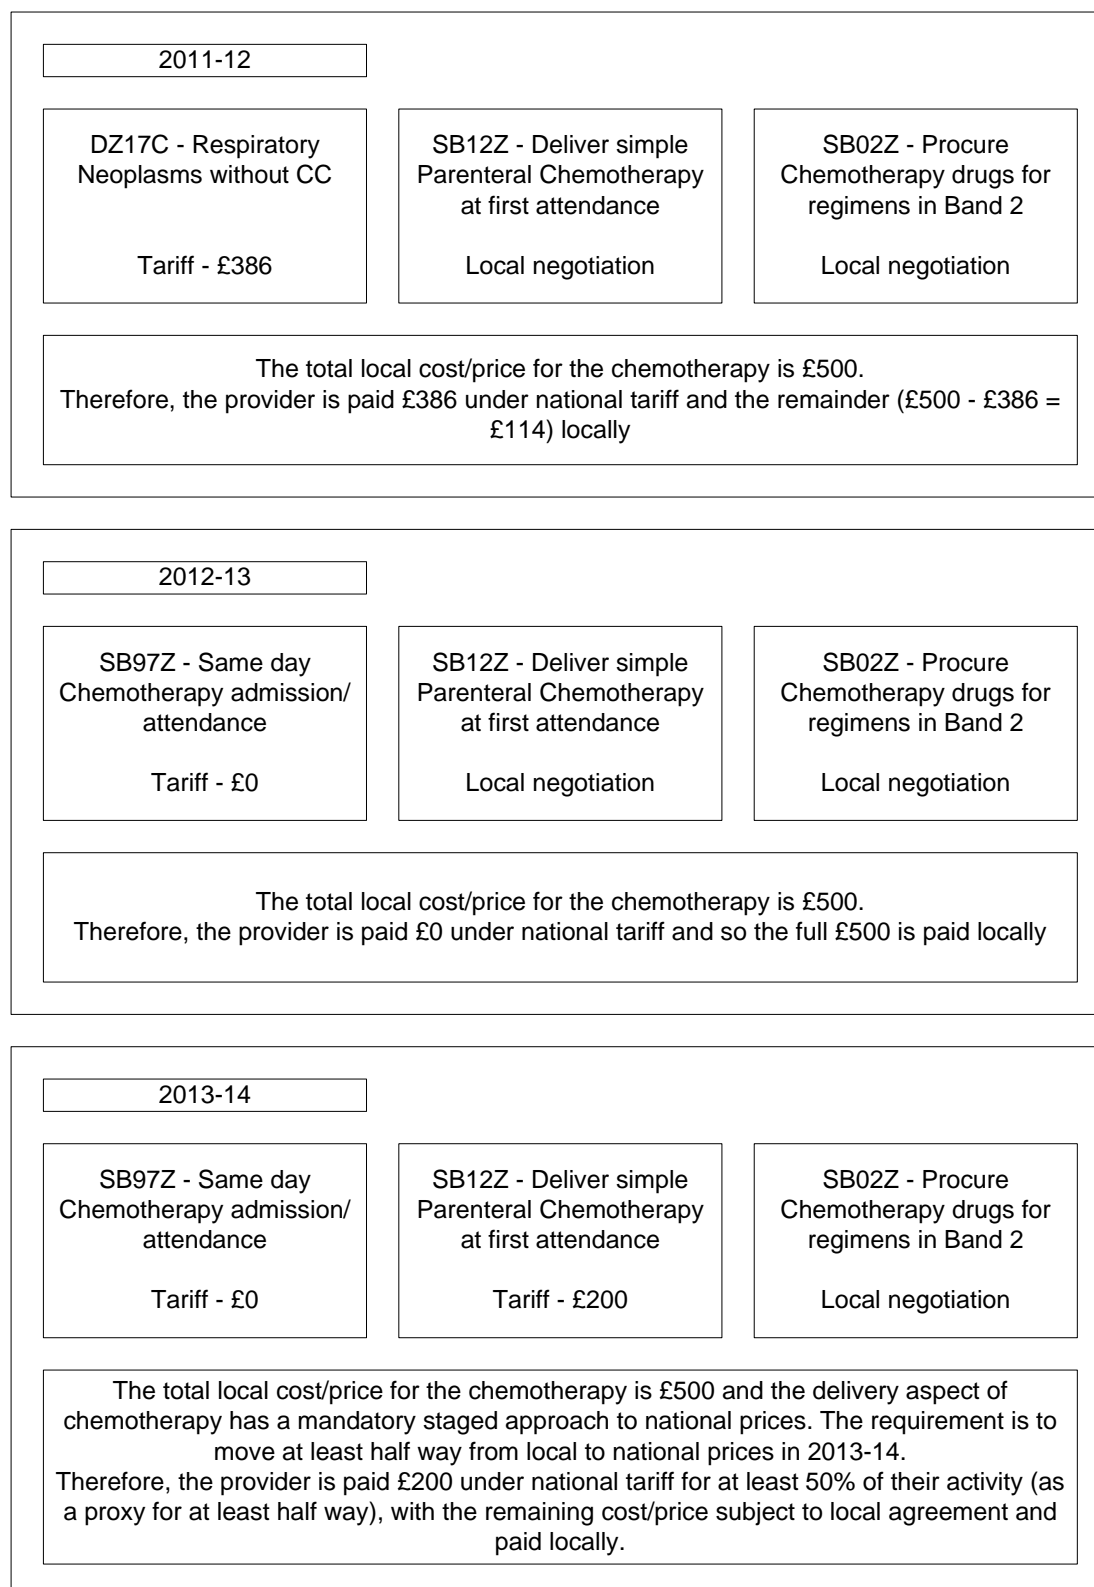 2011-12
DZ17C - Respiratory
Neoplasms without CC
Tariff - £386
SB12Z - Deliver simple
Parenteral Chemotherapy
at first attendance
Local negotiation
SB02Z - Procure
Chemotherapy drugs for
regimens in Band 2
Local negotiation
The total local cost/price for the chemotherapy is £500.
Therefore, the provider is paid £386 under national tariff and the remainder (£500 - £386 =
£114) locally
2012-13
SB97Z - Same day
Chemotherapy admission/
attendance
Tariff - £0
SB12Z - Deliver simple
Parenteral Chemotherapy
at first attendance
Local negotiation
SB02Z - Procure
Chemotherapy drugs for
regimens in Band 2
Local negotiation
The total local cost/price for the chemotherapy is £500.
Therefore, the provider is paid £0 under national tariff and so the full £500 is paid locally
2013-14
SB97Z - Same day
Chemotherapy admission/
attendance
Tariff - £0
SB12Z - Deliver simple
Parenteral Chemotherapy
at first attendance
Tariff - £200
SB02Z - Procure
Chemotherapy drugs for
regimens in Band 2
Local negotiation
The total local cost/price for the chemotherapy is £500 and the delivery aspect of
chemotherapy has a mandatory staged approach to national prices. The requirement is to
move at least half way from local to national prices in 2013-14.
Therefore, the provider is paid £200 under national tariff for at least 50% of their activity (as
a proxy for at least half way), with the remaining cost/price subject to local agreement and
paid locally.